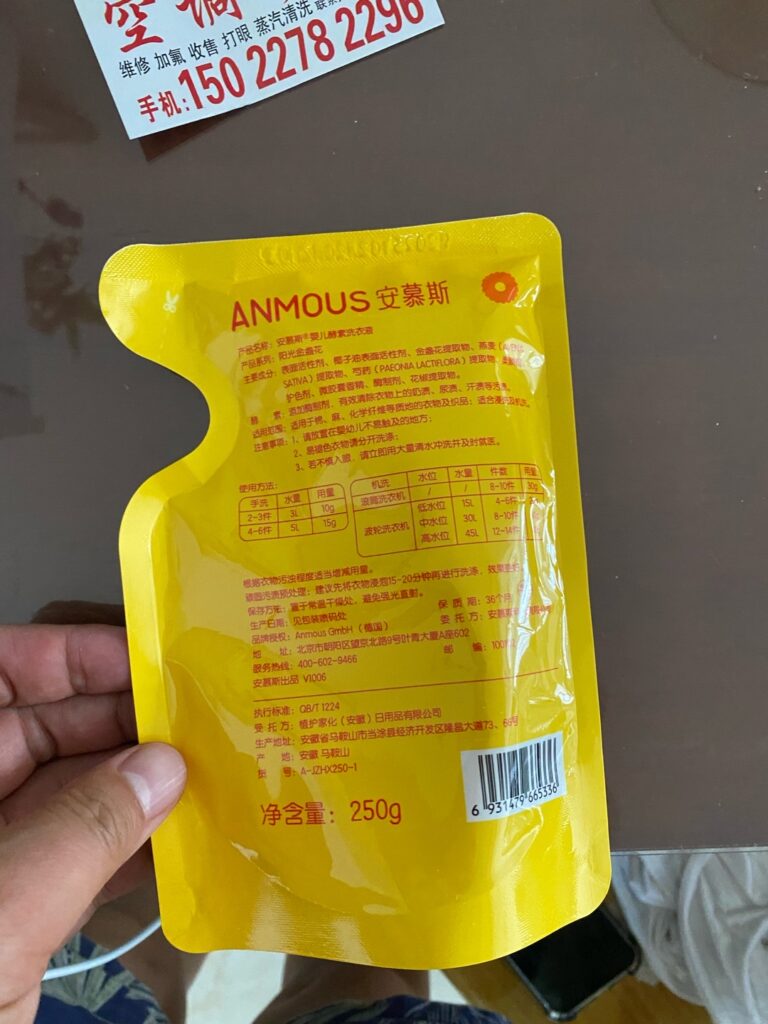 空调
维修 加氟 收售 打眼 蒸汽清洗
手机:150 2278 2296
ANMOUS 安慕斯
产品名称：安慕斯®婴儿酵素洗衣液
产品系列：阳光金盏花
主要成分：表面活性剂、椰子油表面活性剂、金盏花提取物、燕麦
SATIVA）提取物、芍药（PAEONIA LACTIFLORA）提取物、
护色剂、微胶囊香精、酶制剂、花椒提取物。
酵 素：添加酶制剂，有效清除衣物上的奶渍、尿渍、汗渍等污渍。
适用范围：适用于棉、麻、化学纤维等质地的衣物及织品；适合
注意事项：1、请放置在婴幼儿不易触及的地方；
2、易褪色衣物请分开洗涤；
3、若不慎入眼，请立即用大量清水冲洗并及时就医。
使用方法：
手洗 水量 用量
2-3件 3L 10g
4-6件 5L 15g
机洗 水位 水量 件数 用量
滚筒洗衣机 / / 8-10件 30g
波轮洗衣机 低水位 15L 4-6件
中水位 30L 8-10件
高水位 45L 12-14件
根据衣物污浊程度适当增减用量。
顽固污渍预处理：建议先将衣物浸泡15-20分钟再进行洗涤，效果更佳
保存方法：置于常温干燥处，避免强光直射。
生产日期：见包装喷码处
保 质 期：36个月
品牌授权：Anmous GmbH（德国）
委 托 方：安慕斯
地 址：北京市朝阳区望京北路9号叶青大厦A座602
邮 编：100
服务热线：400-602-9466
安慕斯出品 V1006
执行标准：QB/T 1224
受 托 方：植护家化（安徽）日用品有限公司
生产地址：安徽省马鞍山市当涂县经济开发区隆昌大道73、66号
产 地：安徽 马鞍山
货 号：A-JZHX250-1
净含量：250g
6 931479 665336